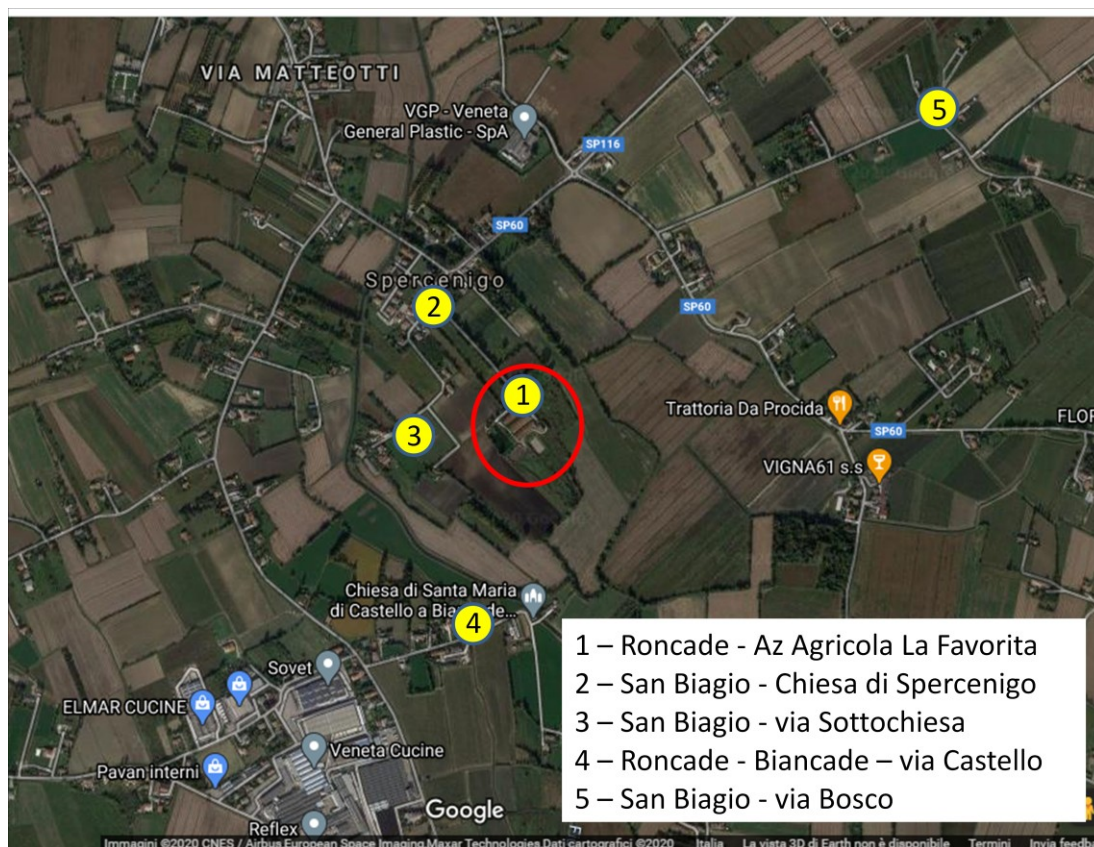 VIA MATTEOTTI
VGP - Veneta
General Plastic - SpA
5
SP116
SP60
Spercenigo
2
SP60
1
Trattoria Da Procida
3
SP60
FLOR
VIGNA61 s.s
Chiesa di Santa Maria
di Castello a Biancade...
4
Sovet
ELMAR CUCINE
Veneta Cucine
Pavan interni
Reflex
Google
1 – Roncade - Az Agricola La Favorita
2 – San Biagio - Chiesa di Spercenigo
3 – San Biagio - via Sottochiesa
4 – Roncade - Biancade – via Castello
5 – San Biagio - via Bosco
Immagini ©2020 CNES / Airbus European Space Imaging Maxar Technologies Dati cartografici ©2020 Italia La vista 3D di Earth non è disponibile Termini Invia feedba